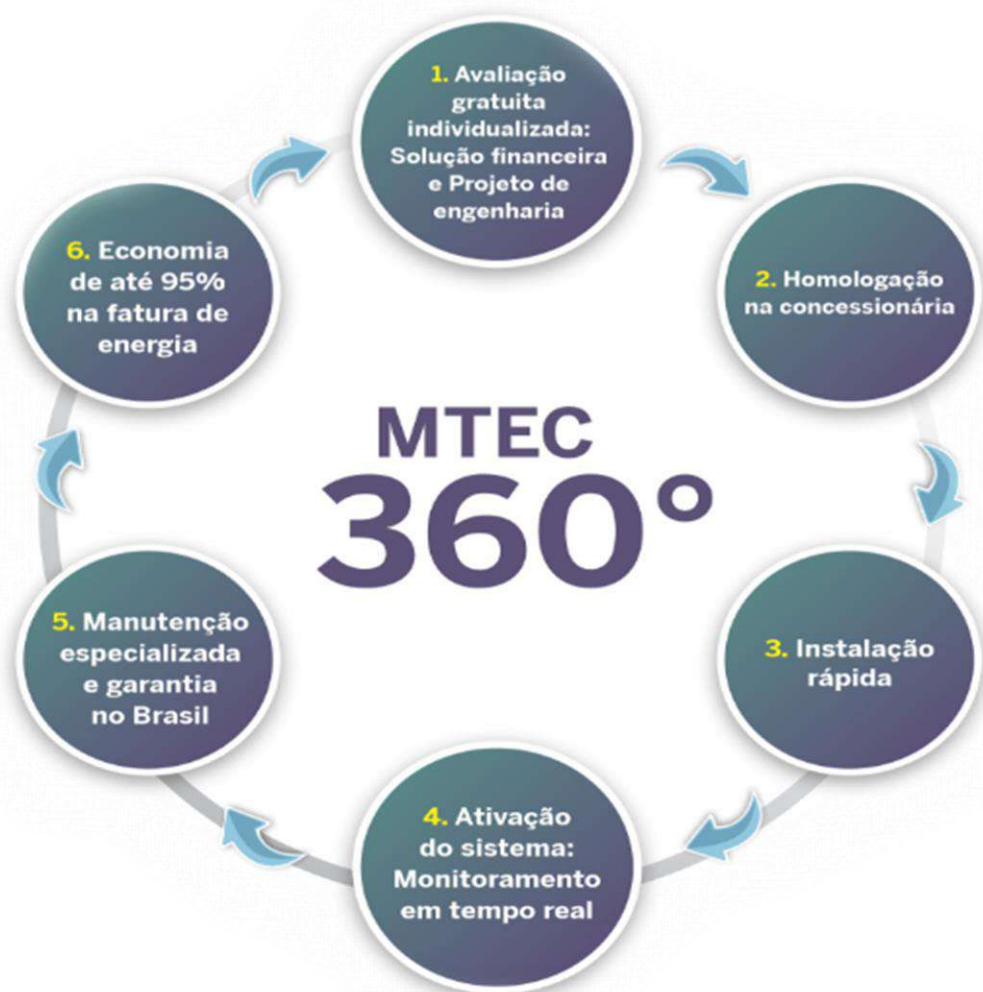 1. Avaliação
gratuita
individualizada:
Solução financeira
e Projeto de
engenharia
2. Homologação
na concessionária
3. Instalação
rápida
4. Ativação
do sistema:
Monitoramento
em tempo real
5. Manutenção
especializada
e garantia
no Brasil
6. Economia
de até 95%
na fatura de
energia
MTEC
360°